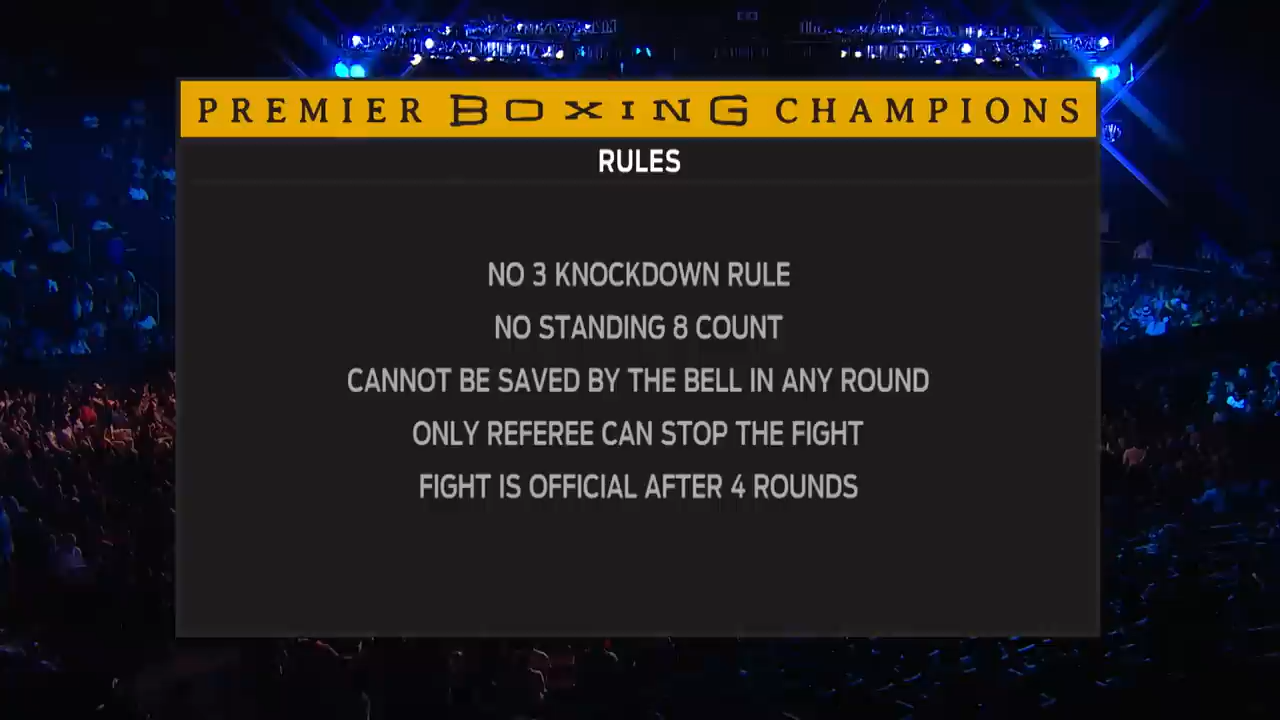 PREMIER BOXING CHAMPIONS
RULES
NO 3 KNOCKDOWN RULE
NO STANDING 8 COUNT
CANNOT BE SAVED BY THE BELL IN ANY ROUND
ONLY REFEREE CAN STOP THE FIGHT
FIGHT IS OFFICIAL AFTER 4 ROUNDS